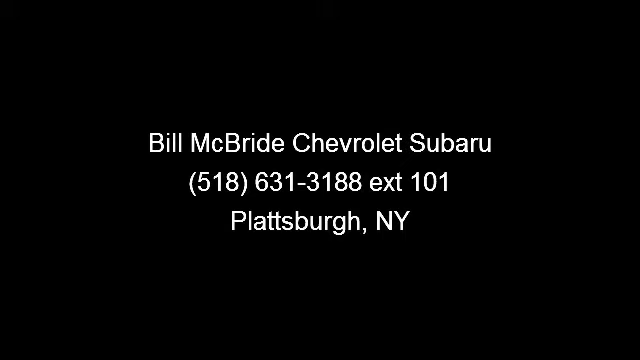 Bill McBride Chevrolet Subaru
(518) 631-3188 ext 101
Plattsburgh, NY